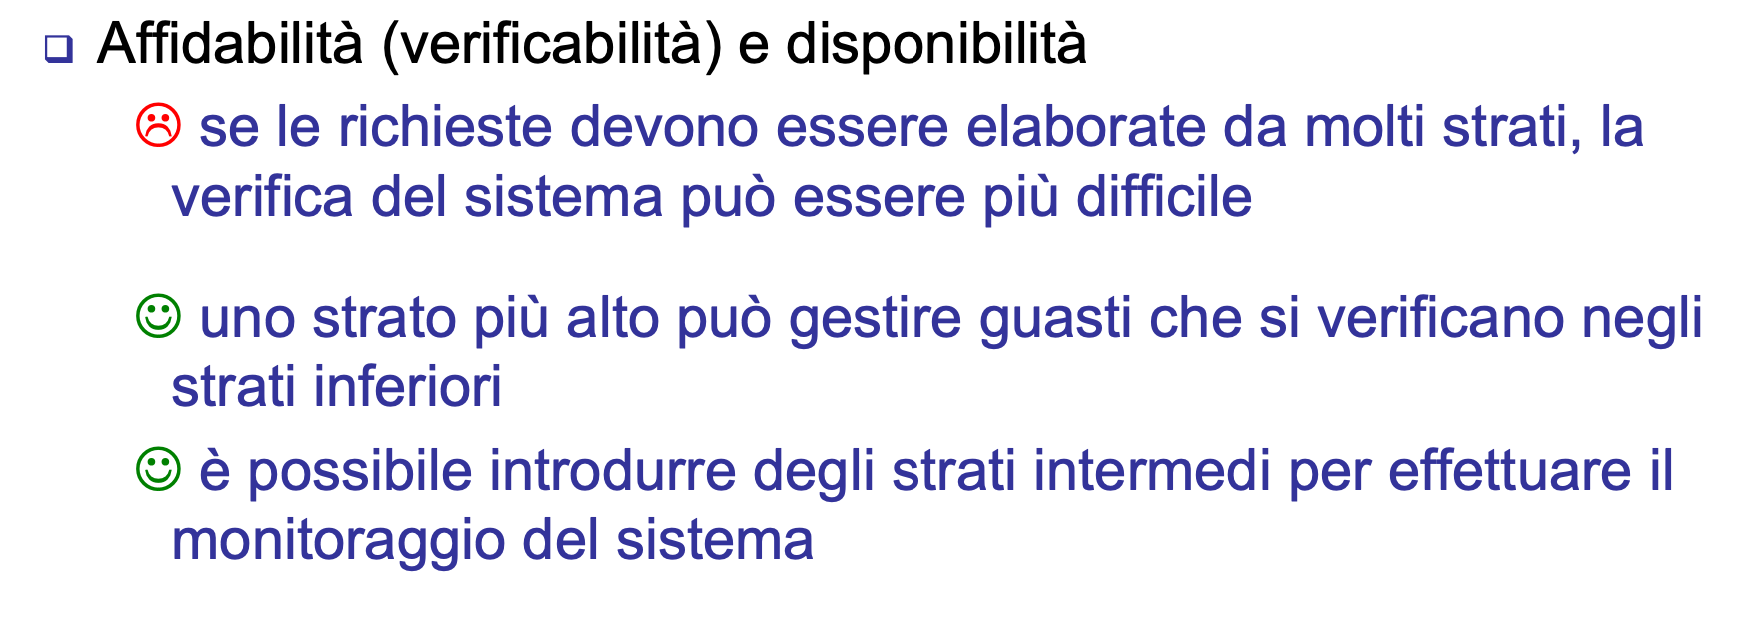 ❑ Affidabilità (verificabilità) e disponibilità
☹ se le richieste devono essere elaborate da molti strati, la
verifica del sistema può essere più difficile
☺ uno strato più alto può gestire guasti che si verificano negli
strati inferiori
☺ è possibile introdurre degli strati intermedi per effettuare il
monitoraggio del sistema